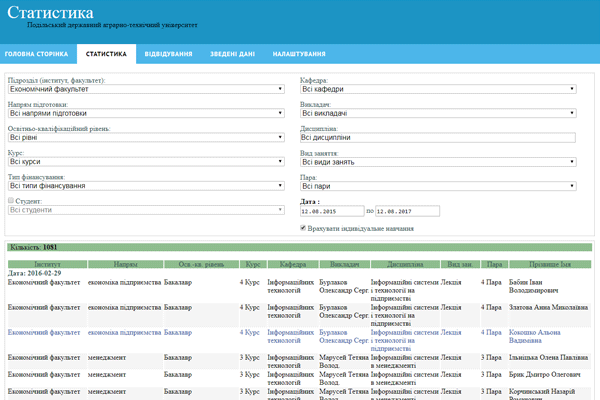 Статистика
Подільський державний аграрно-технічний університет
ГОЛОВНА СТОРІНКА СТАТИСТИКА ВІДВІДУВАННЯ ЗВЕДЕНІ ДАНІ НАЛАШТУВАННЯ
Підрозділ (інститут, факультет): Кафедра:
Економічний факультет Всі кафедри
Напрям підготовки: Викладач:
Всі напрями підготовки Всі викладачі
Освітньо-кваліфікаційний рівень: Дисципліна:
Всі рівні Всі дисципліни
Курс: Вид заняття:
Всі курси Всі види занять
Тип фінансування: Пара:
Всі типи фінансування Всі пари
Студент: Дата :
Всі студенти 12.08.2015 по 12.08.2017
Врахувати індивідуальне навчання
Кількість: 1081
Інститут Напрям Осв.-кв. рівень Курс Кафедра Викладач Дисципліна Вид зан. Пара Прізвище Імя
Дата: 2016-02-29
Економічний факультет економіка підприємства Бакалавр 4 Курс Інформаційних Бурлаков Інформаційні системи Лекція 4 Пара Бабин Іван
технологій Олександр Серг. і технології на Володимирович
підприємстві
Економічний факультет економіка підприємства Бакалавр 4 Курс Інформаційних Бурлаков Інформаційні системи Лекція 4 Пара Златова Анна Миколаївна
технологій Олександр Серг. і технології на
підприємстві
Економічний факультет економіка підприємства Бакалавр 4 Курс Інформаційних Бурлаков Інформаційні системи Лекція 4 Пара Кокошко Альона
технологій Олександр Серг. і технології на Вадимівна
підприємстві
Економічний факультет менеджмент Бакалавр 3 Курс Інформаційних Марусей Тетяна Інформаційні системи Лекція 3 Пара Ільніцька Олена Павлівна
технологій Волод. в менеджменті
Економічний факультет менеджмент Бакалавр 3 Курс Інформаційних Марусей Тетяна Інформаційні системи Лекція 3 Пара Брик Дмитро Олегович
технологій Волод. в менеджменті
Економічний факультет менеджмент Бакалавр 3 Курс Інформаційних Марусей Тетяна Інформаційні системи Лекція 3 Пара Корчинський Назарій